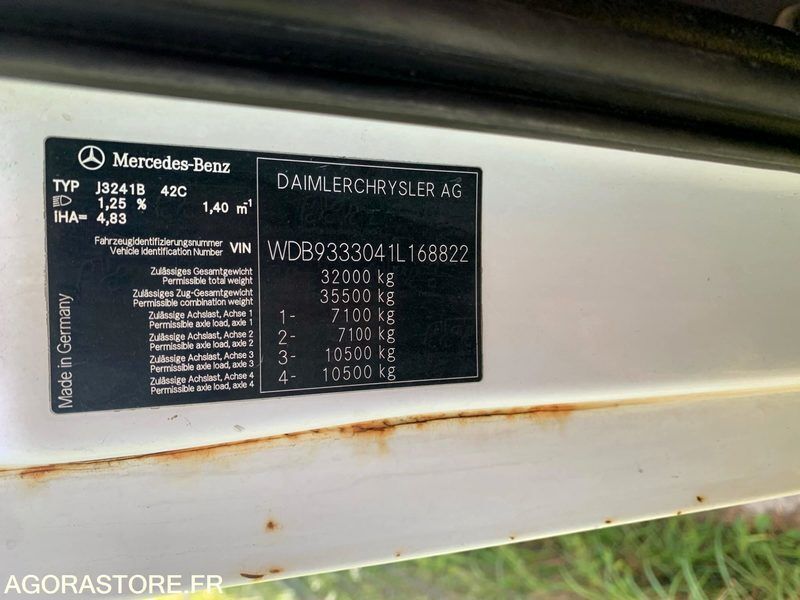 Mercedes-Benz
TYP J3241B 42C
1,25 % 1,40 m⁻¹
IHA= 4,83
DAIMLERCHRYSLER AG
Fahrzeugidentifizierungsnummer
Vehicle Identification Number VIN WDB9333041L168822
Zulässiges Gesamtgewicht
Permissible total weight 32000 kg
Zulässiges Zug-Gesamtgewicht
Permissible combination weight 35500 kg
Zulässige Achslast, Achse 1
Permissible axle load, axle 1 1- 7100 kg
Zulässige Achslast, Achse 2
Permissible axle load, axle 2 2- 7100 kg
Zulässige Achslast, Achse 3
Permissible axle load, axle 3 3- 10500 kg
Zulässige Achslast, Achse 4
Permissible axle load, axle 4 4- 10500 kg
Made in Germany
AGORASTORE.FR